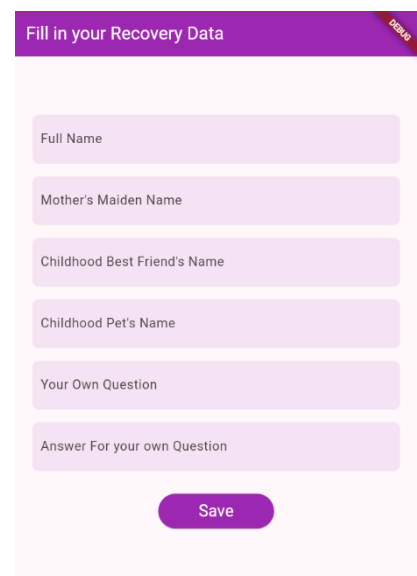 Fill in your Recovery Data
DEBUG
Full Name
Mother's Maiden Name
Childhood Best Friend's Name
Childhood Pet's Name
Your Own Question
Answer For your own Question
Save